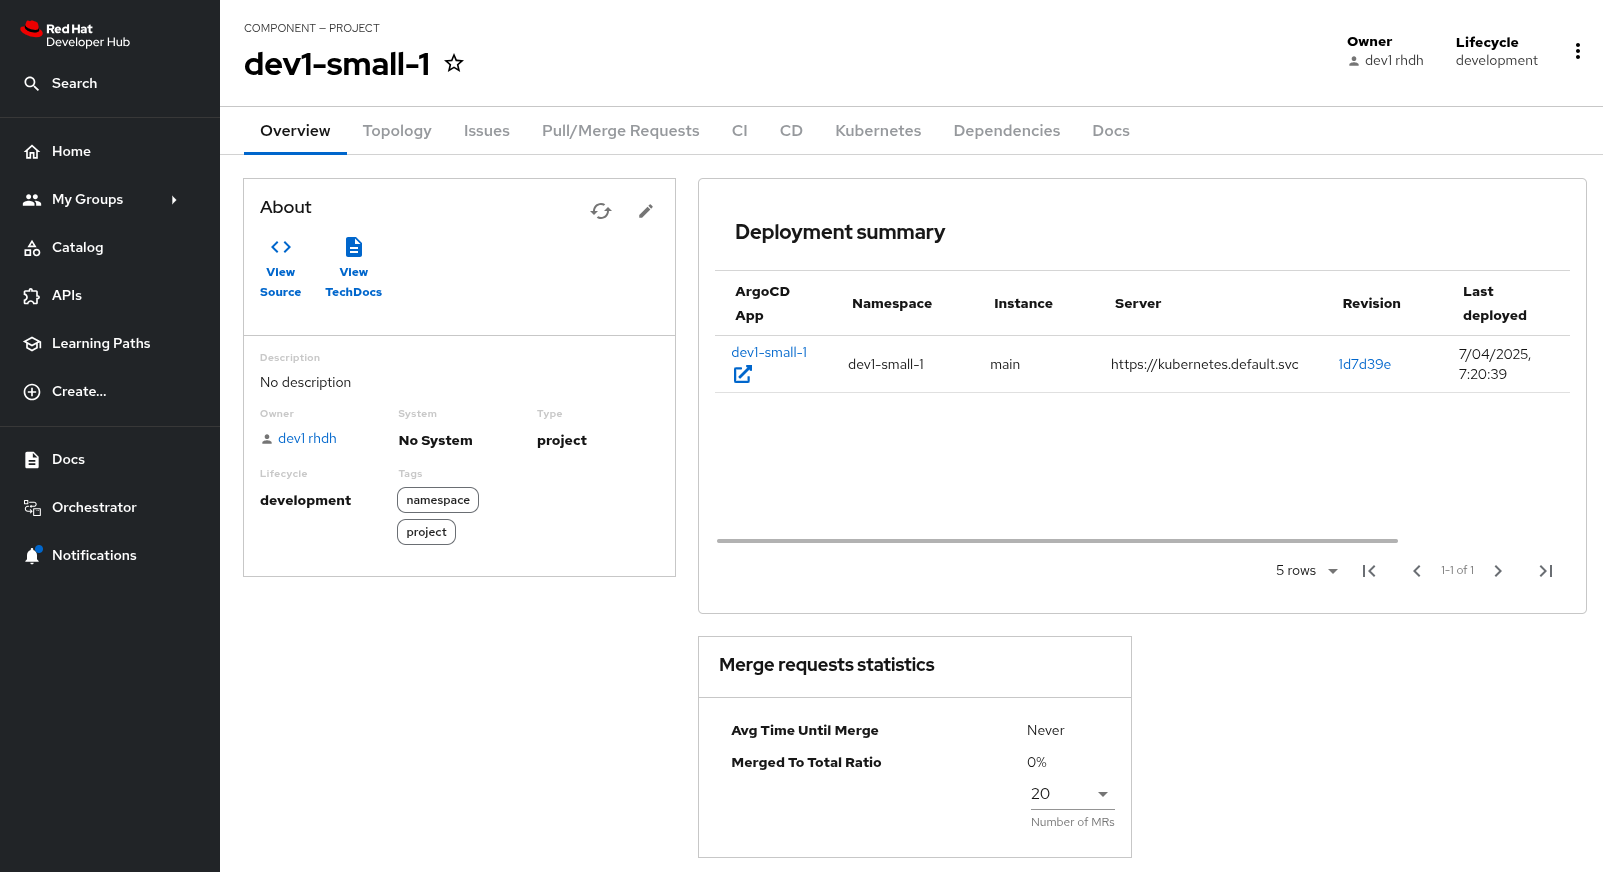 Red Hat
Developer Hub
Search
Home
My Groups
Catalog
APIs
Learning Paths
Create...
Docs
Orchestrator
Notifications
COMPONENT — PROJECT
dev1-small-1
Owner
dev1 rhdh
Lifecycle
development
Overview
Topology
Issues
Pull/Merge Requests
CI
CD
Kubernetes
Dependencies
Docs
About
View
Source
View
TechDocs
Description
No description
Owner
dev1 rhdh
System
No System
Type
project
Lifecycle
development
Tags
namespace
project
Deployment summary
ArgoCD
App
Namespace
Instance
Server
Revision
Last
deployed
dev1-small-1
dev1-small-1
main
https://kubernetes.default.svc
1d7d39e
7/04/2025,
7:20:39
5 rows
1-1 of 1
Merge requests statistics
Avg Time Until Merge
Never
Merged To Total Ratio
0%
20
Number of MRs